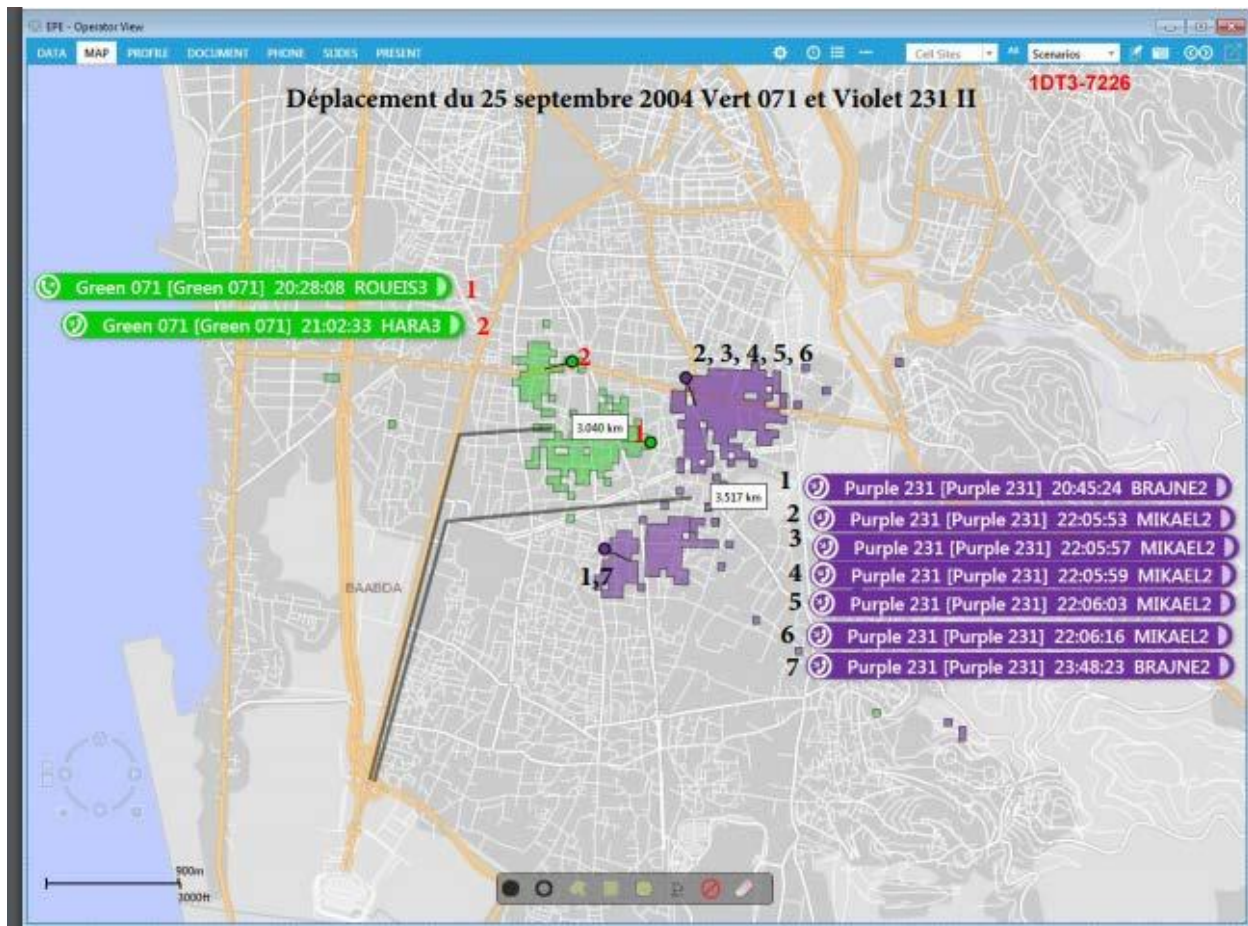 EPE - Operator View
DATA MAP PROFILE DOCUMENT PHONE SLIDES PRESENT Cell Sites All Scenarios
1DT3-7226
Déplacement du 25 septembre 2004 Vert 071 et Violet 231 II
Green 071 [Green 071] 20:28:08 ROUEIS3 1
Green 071 [Green 071] 21:02:33 HARA3 2
2
2, 3, 4, 5, 6
3.040 km
1
3.517 km
1 Purple 231 [Purple 231] 20:45:24 BRAJNE2
2 Purple 231 [Purple 231] 22:05:53 MIKAEL2
3 Purple 231 [Purple 231] 22:05:57 MIKAEL2
4 Purple 231 [Purple 231] 22:05:59 MIKAEL2
5 Purple 231 [Purple 231] 22:06:03 MIKAEL2
6 Purple 231 [Purple 231] 22:06:16 MIKAEL2
7 Purple 231 [Purple 231] 23:48:23 BRAJNE2
1,7
BAABDA
900m
3000ft